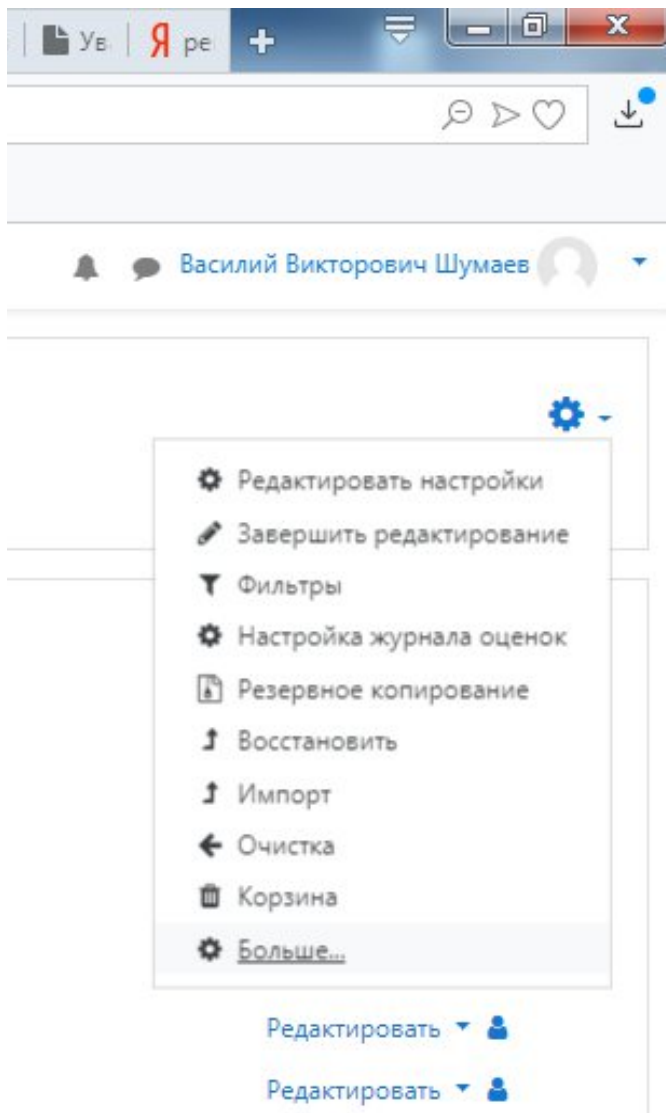 Ув
Я ре
Василий Викторович Шумаев
Редактировать настройки
Завершить редактирование
Фильтры
Настройка журнала оценок
Резервное копирование
Восстановить
Импорт
Очистка
Корзина
Больше...
Редактировать
Редактировать